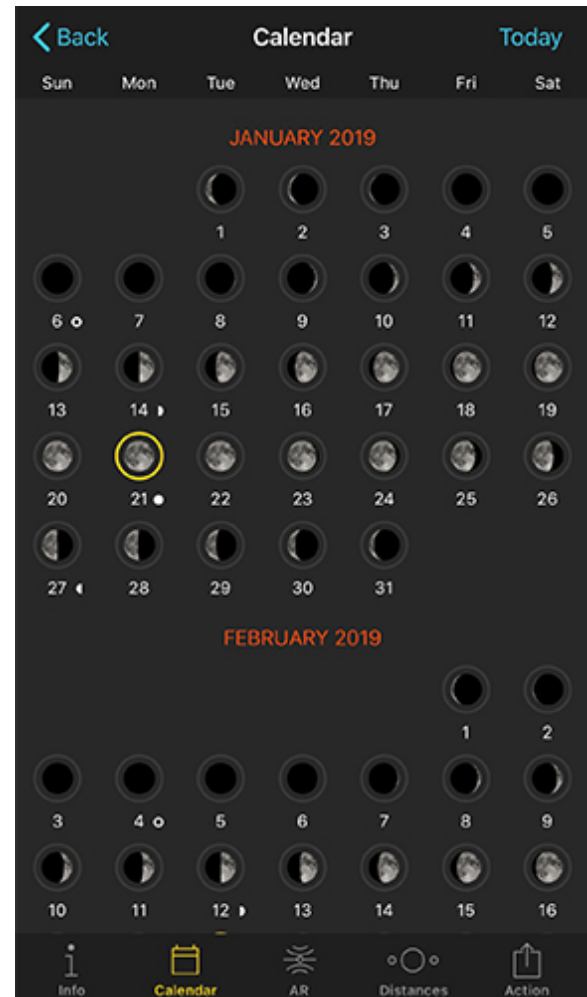 Back Calendar Today
Sun Mon Tue Wed Thu Fri Sat
JANUARY 2019
1 2 3 4 5
6 7 8 9 10 11 12
13 14 15 16 17 18 19
20 21 22 23 24 25 26
27 28 29 30 31
FEBRUARY 2019
1 2
3 4 5 6 7 8 9
10 11 12 13 14 15 16
Info Calendar AR Distances Action